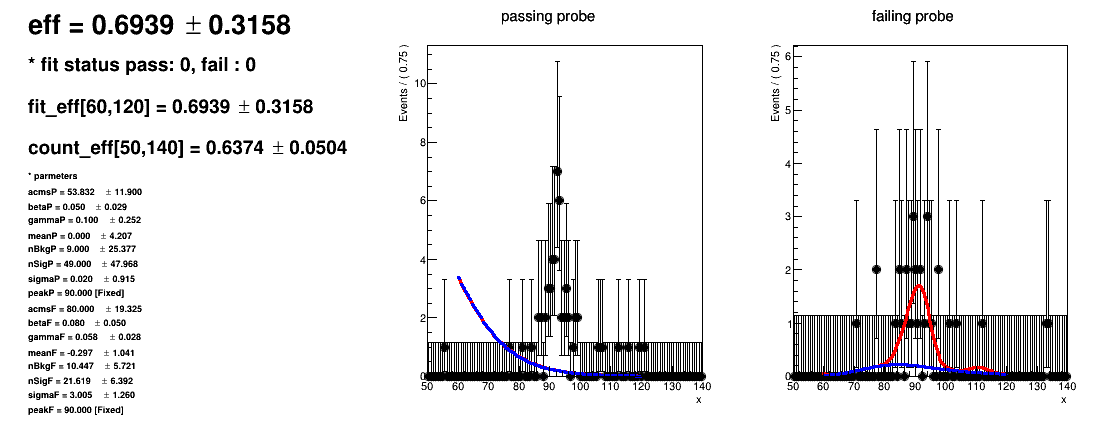 eff = 0.6939 ± 0.3158
* fit status pass: 0, fail : 0
fit_eff[60,120] = 0.6939 ± 0.3158
count_eff[50,140] = 0.6374 ± 0.0504
* parmeters
acmsP = 53.832 ± 11.900
betaP = 0.050 ± 0.029
gammaP = 0.100 ± 0.252
meanP = 0.000 ± 4.207
nBkgP = 9.000 ± 25.377
nSigP = 49.000 ± 47.968
sigmaP = 0.020 ± 0.915
peakP = 90.000 [Fixed]
acmsF = 80.000 ± 19.325
betaF = 0.080 ± 0.050
gammaF = 0.058 ± 0.028
meanF = -0.297 ± 1.041
nBkgF = 10.447 ± 5.721
nSigF = 21.619 ± 6.392
sigmaF = 3.005 ± 1.260
peakF = 90.000 [Fixed]
passing probe
Events / ( 0.75 )
10
8
6
4
2
0
50 60 70 80 90 100 110 120 130 140
x
failing probe
Events / ( 0.75 )
6
5
4
3
2
1
0
50 60 70 80 90 100 110 120 130 140
x